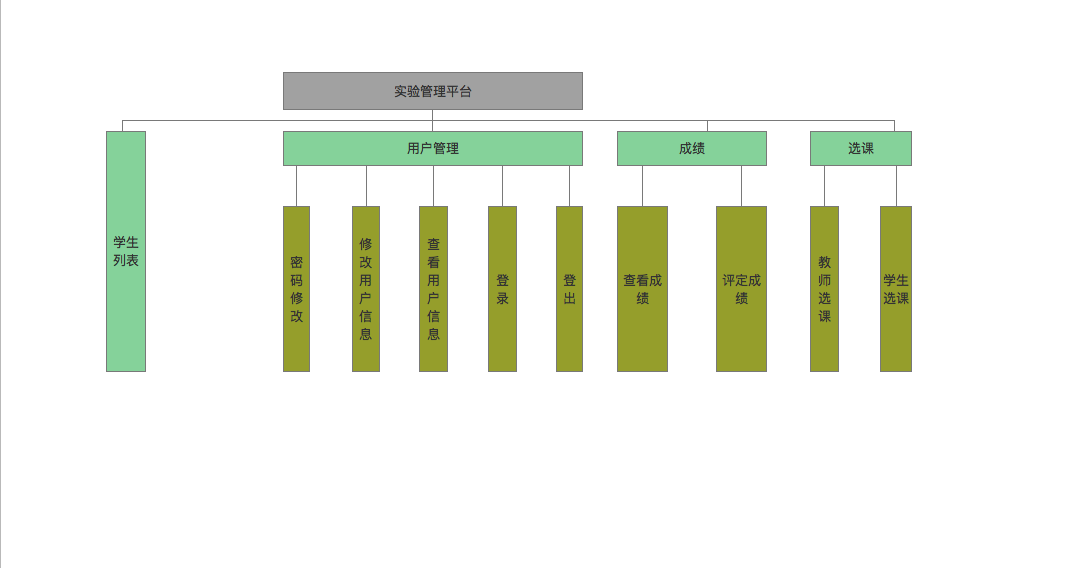 实验管理平台
用户管理
成绩
选课
学生
列表
密
码
修
改
修
改
用
户
信
息
查
看
用
户
信
息
登
录
登
出
查看成
绩
评定成
绩
教
师
选
课
学生
选课